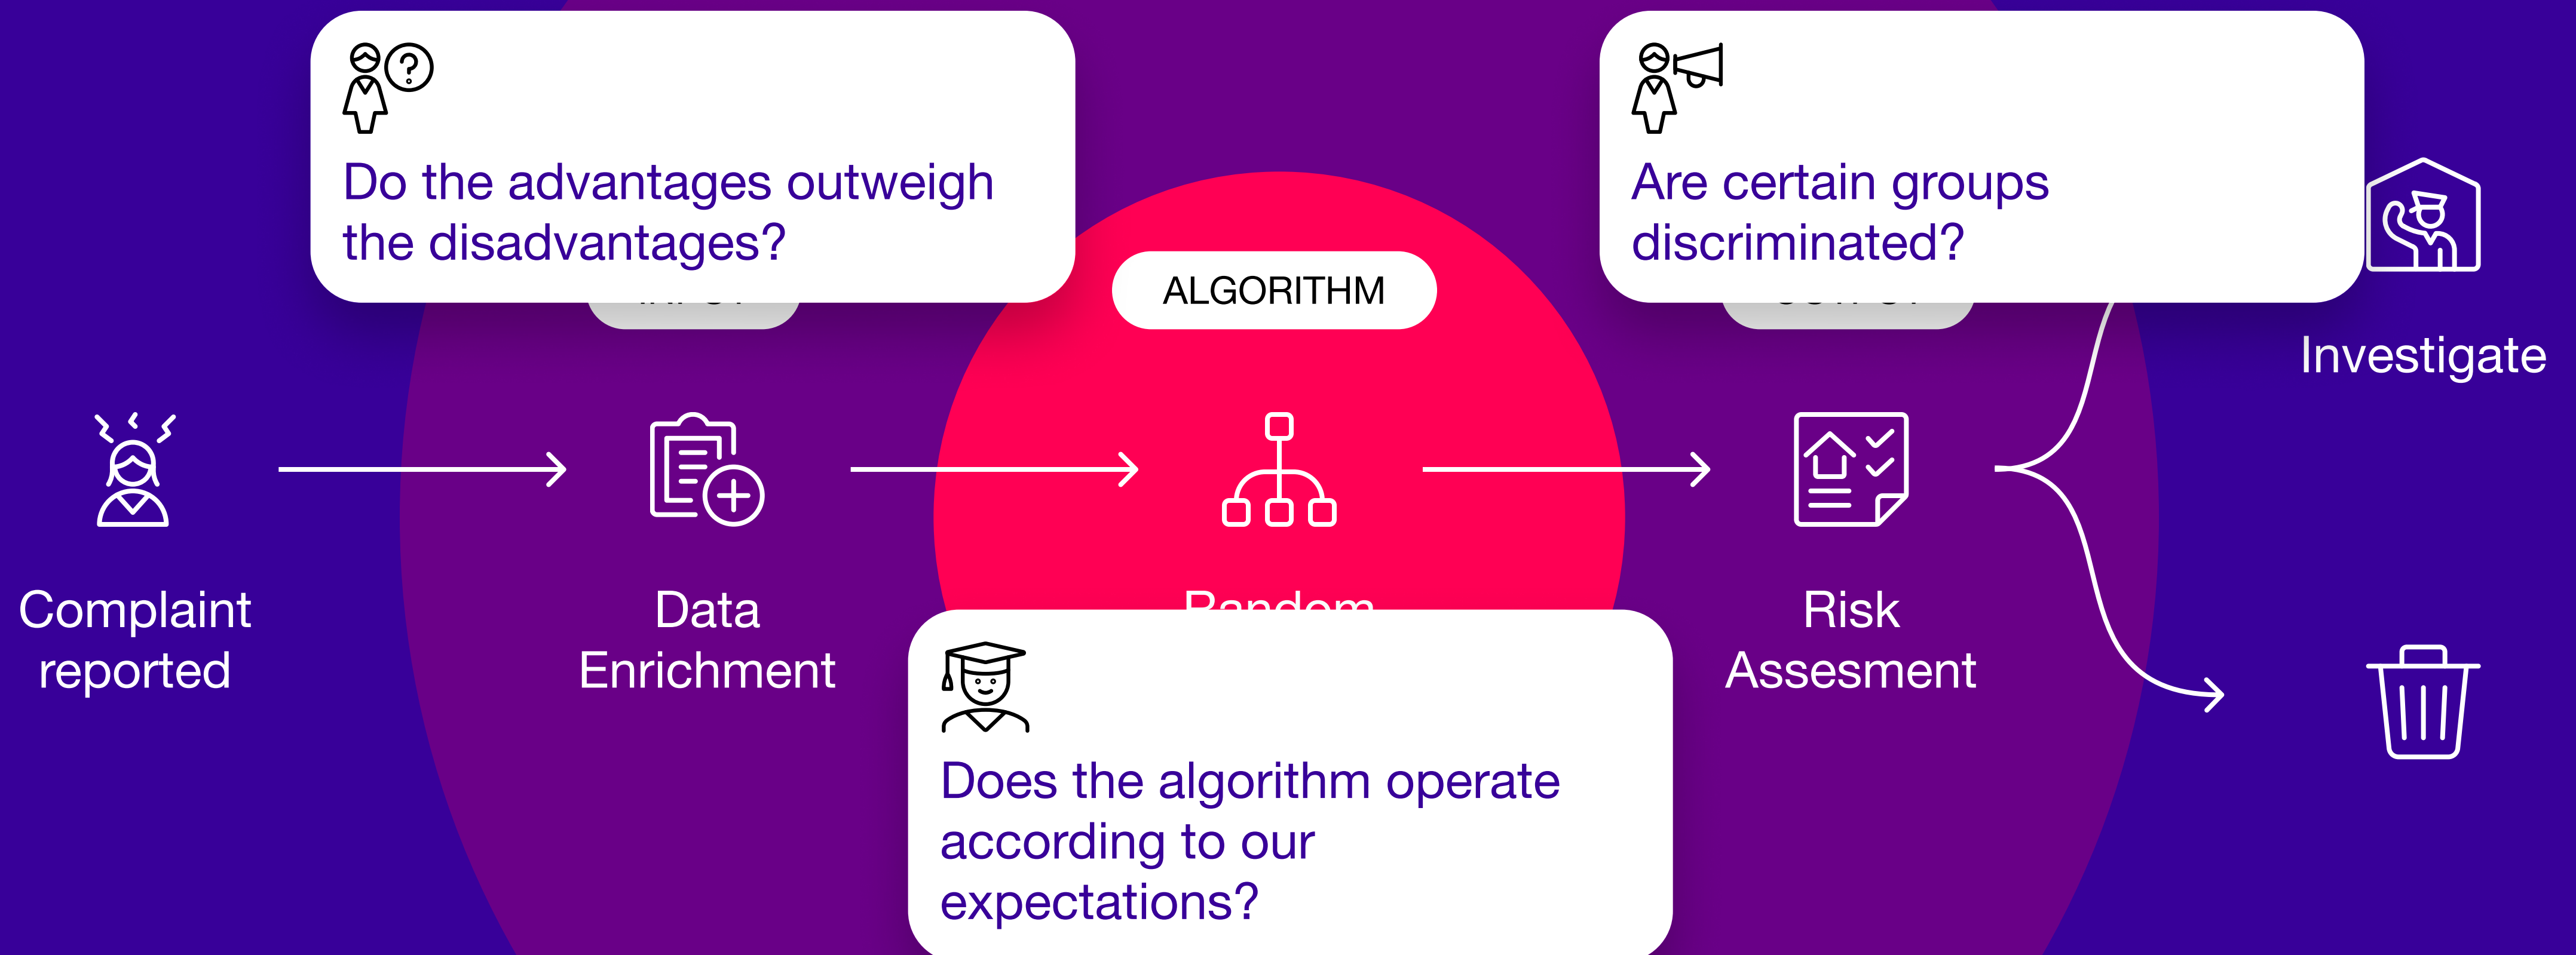 Do the advantages outweigh
the disadvantages?
Are certain groups
discriminated?
ALGORITHM
Investigate
Complaint
reported
Data
Enrichment
Random
Risk
Assesment
Does the algorithm operate
according to our
expectations?